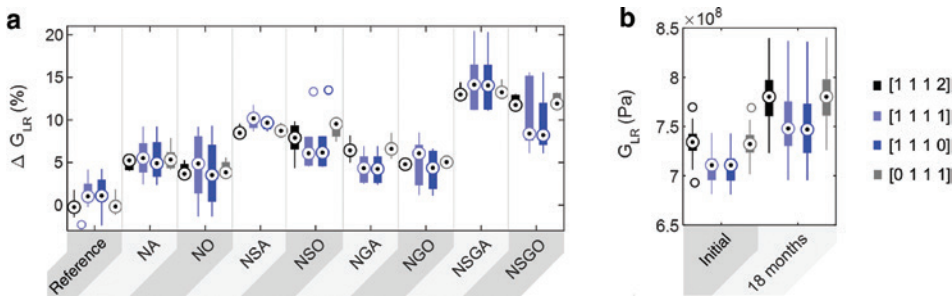 a
Δ G_LR (%)
20
15
10
5
0
Reference
NA
NO
NSA
NSO
NGA
NGO
NSGA
NSGO
b
×10⁸
G_LR (Pa)
8.5
8
7.5
7
6.5
Initial
18 months
[1 1 1 2]
[1 1 1 1]
[1 1 1 0]
[0 1 1 1]